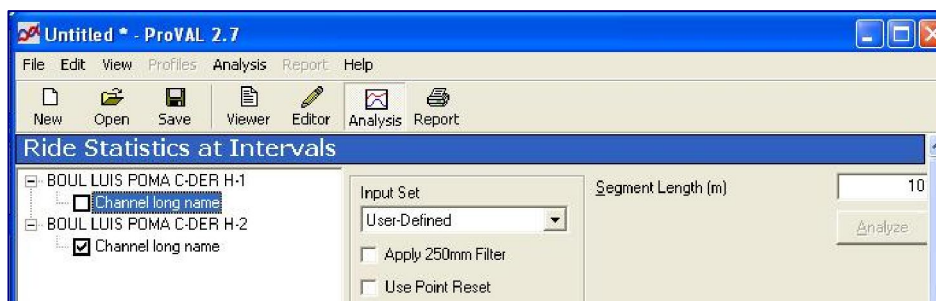 Untitled * - ProVAL 2.7
File Edit View Profiles Analysis Report Help
New Open Save Viewer Editor Analysis Report
Ride Statistics at Intervals
BOUL LUIS POMA C-DER H-1
Channel long name
BOUL LUIS POMA C-DER H-2
Channel long name
Input Set
User-Defined
Apply 250mm Filter
Use Point Reset
Segment Length (m) 10
Analyze